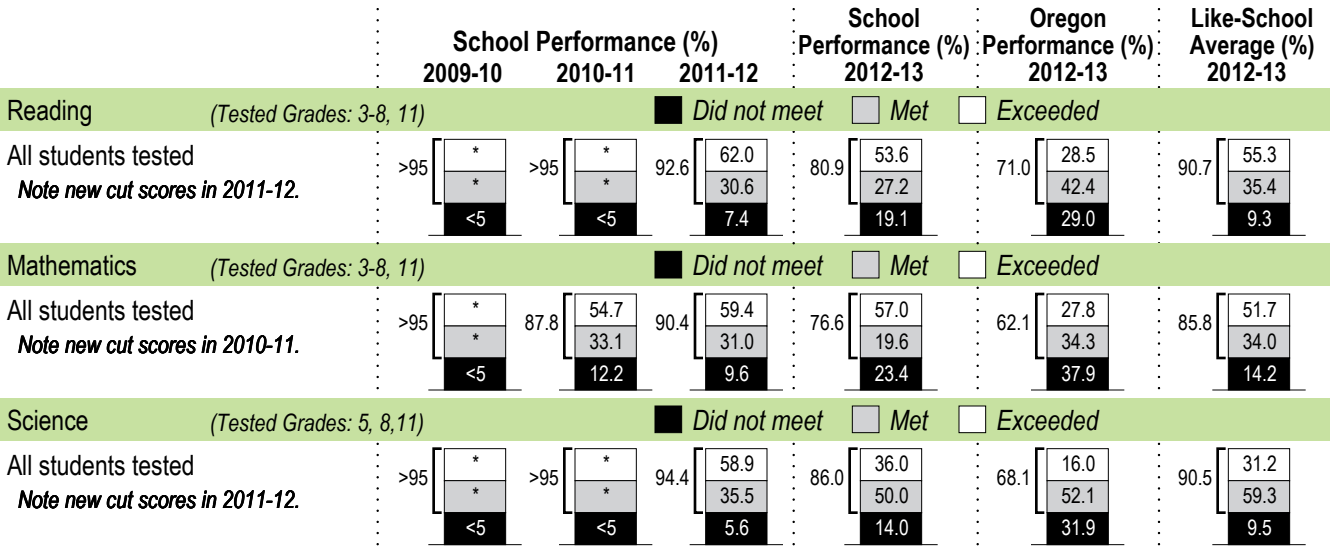 School Performance (%)
2009-10 2010-11 2011-12
School
Performance (%)
2012-13
Oregon
Performance (%)
2012-13
Like-School
Average (%)
2012-13
Reading (Tested Grades: 3-8, 11) Did not meet Met Exceeded
All students tested
Note new cut scores in 2011-12.
>95 * * <5
>95 * * <5
92.6 62.0 30.6 7.4
80.9 53.6 27.2 19.1
71.0 28.5 42.4 29.0
90.7 55.3 35.4 9.3
Mathematics (Tested Grades: 3-8, 11) Did not meet Met Exceeded
All students tested
Note new cut scores in 2010-11.
>95 * * <5
87.8 54.7 33.1 12.2
90.4 59.4 31.0 9.6
76.6 57.0 19.6 23.4
62.1 27.8 34.3 37.9
85.8 51.7 34.0 14.2
Science (Tested Grades: 5, 8,11) Did not meet Met Exceeded
All students tested
Note new cut scores in 2011-12.
>95 * * <5
>95 * * <5
94.4 58.9 35.5 5.6
86.0 36.0 50.0 14.0
68.1 16.0 52.1 31.9
90.5 31.2 59.3 9.5